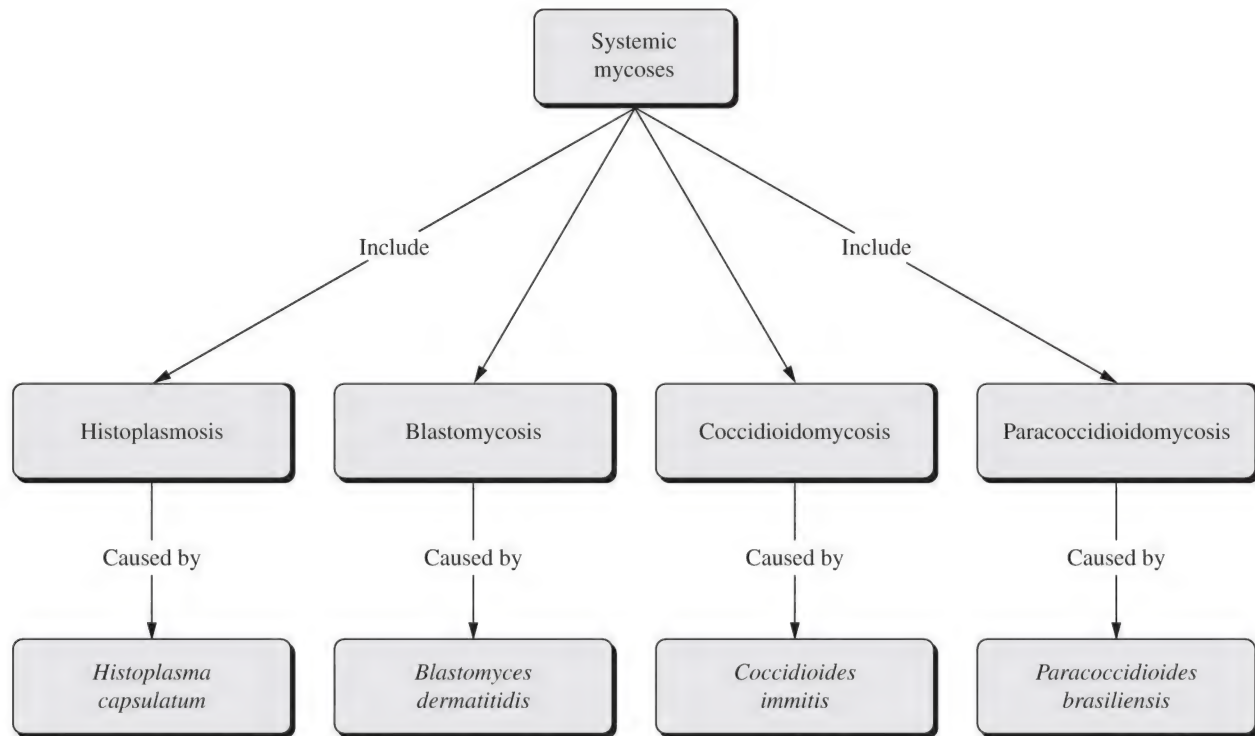 Systemic
mycoses
Include
Include
Histoplasmosis
Blastomycosis
Coccidioidomycosis
Paracoccidioidomycosis
Caused by
Caused by
Caused by
Caused by
Histoplasma
capsulatum
Blastomyces
dermatitidis
Coccidioides
immitis
Paracoccidioides
brasiliensis